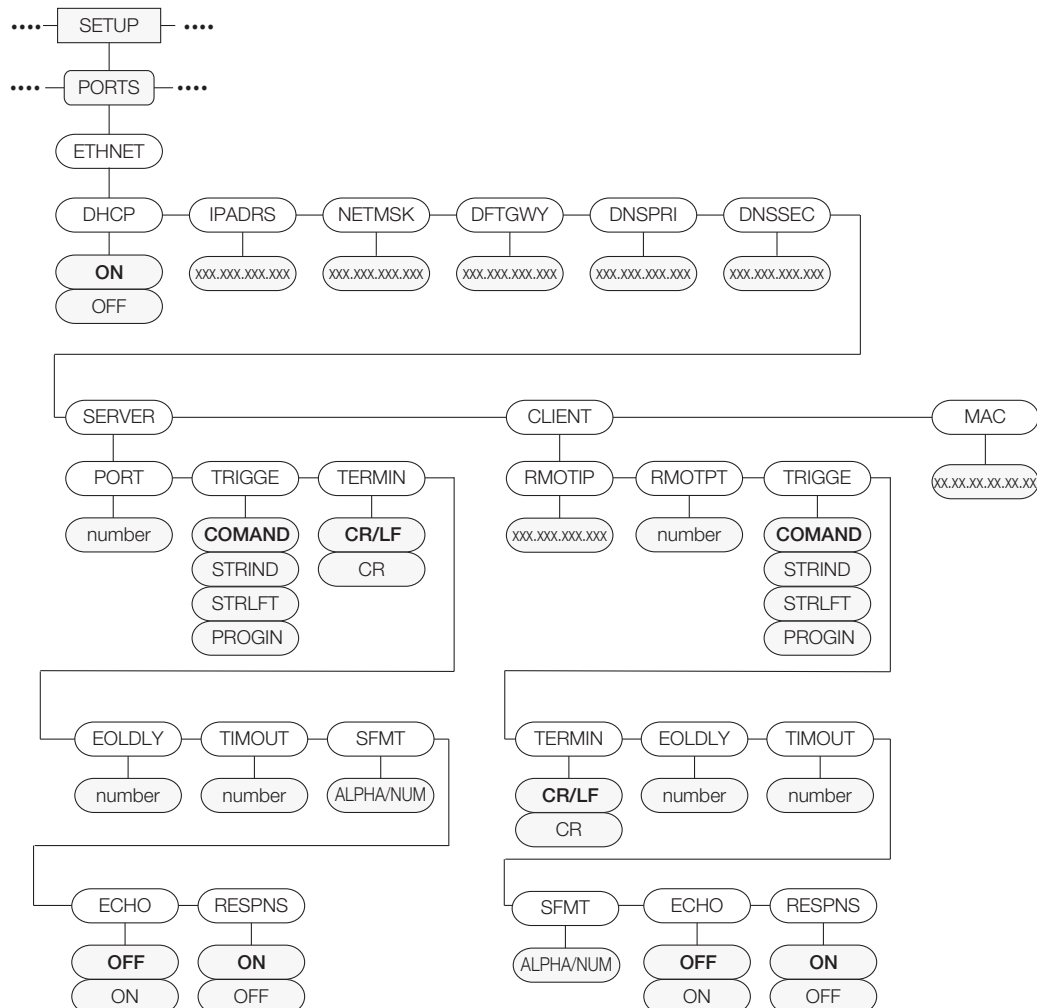 •••• SETUP ••••
•••• PORTS ••••
ETHNET
DHCP IPADRS NETMSK DFTGWY DNSPRI DNSSEC
ON xxx.xxx.xxx.xxx xxx.xxx.xxx.xxx xxx.xxx.xxx.xxx xxx.xxx.xxx.xxx xxx.xxx.xxx.xxx
OFF
SERVER CLIENT MAC
PORT TRIGGE TERMIN RMOTIP RMOTPT TRIGGE xx.xx.xx.xx.xx.xx
number COMAND CR/LF xxx.xxx.xxx.xxx number COMAND
STRIND CR STRIND
STRLFT STRLFT
PROGIN PROGIN
EOLDLY TIMOUT SFMT TERMIN EOLDLY TIMOUT
number number ALPHA/NUM CR/LF number number
CR
ECHO RESPNS SFMT ECHO RESPNS
OFF ON ALPHA/NUM OFF ON
ON OFF ON OFF